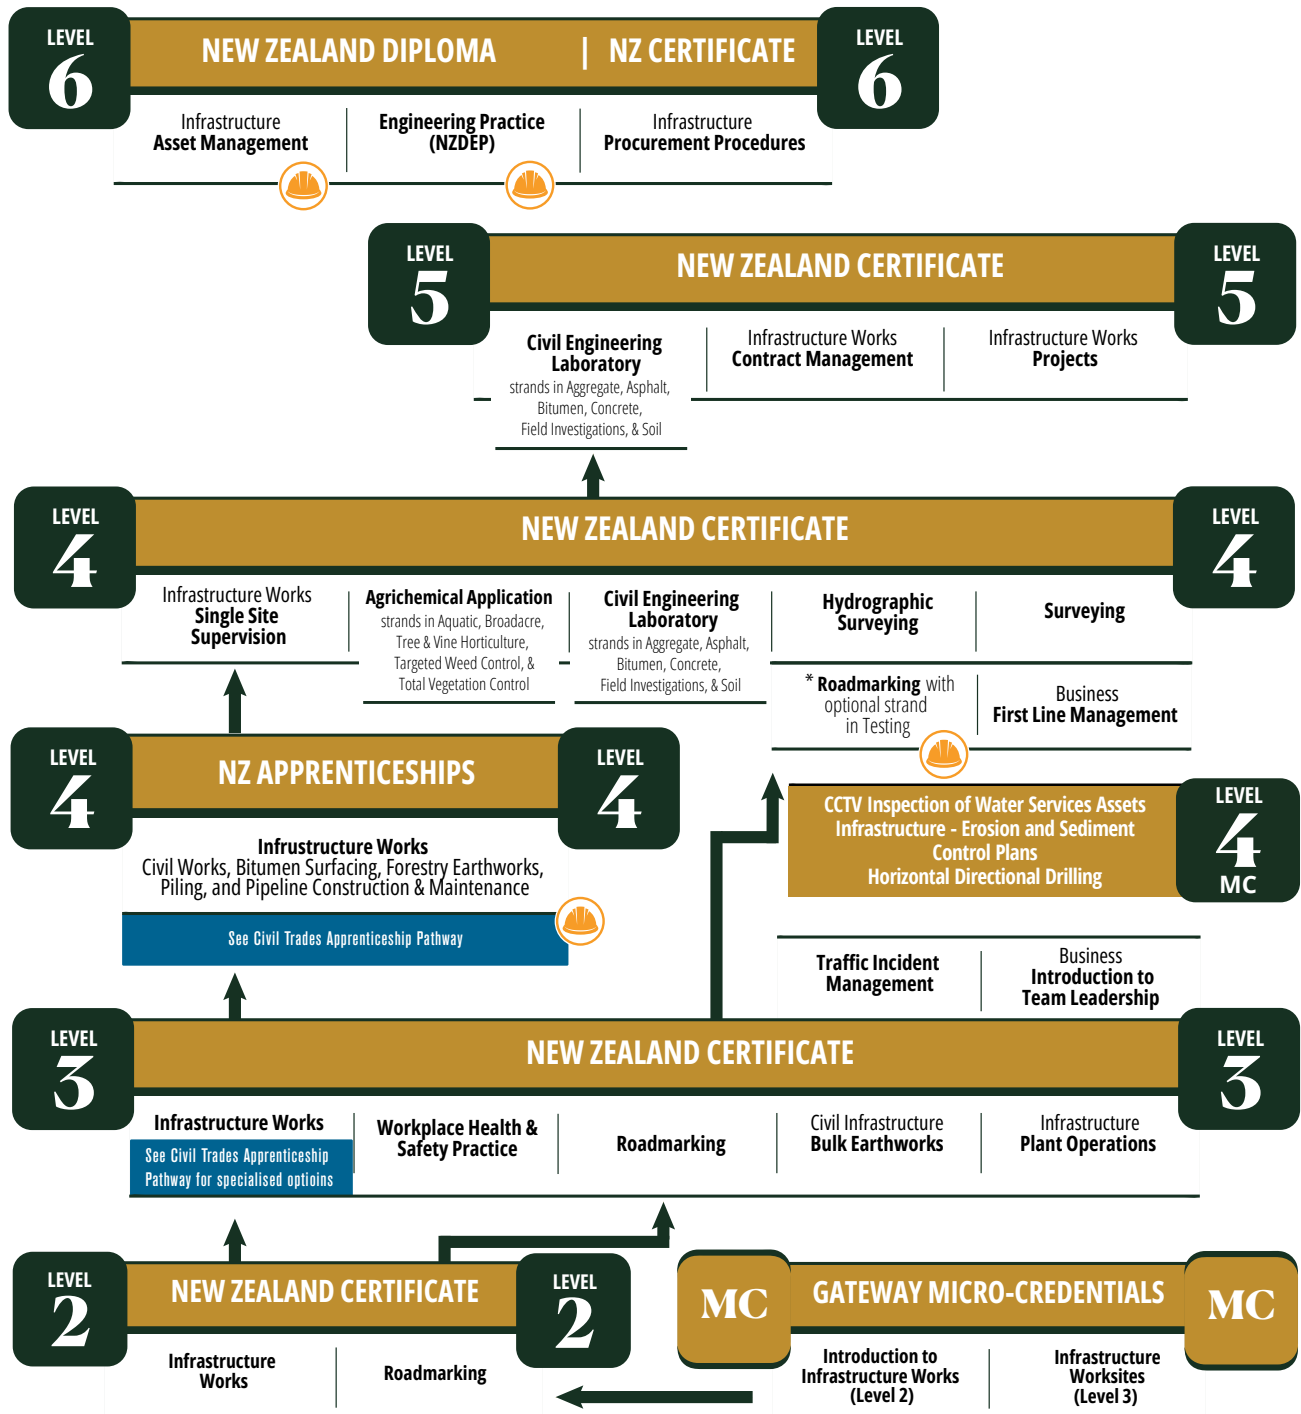 LEVEL
6
NEW ZEALAND DIPLOMA | NZ CERTIFICATE
LEVEL
6
Infrastructure
Asset Management
Engineering Practice
(NZDEP)
Infrastructure
Procurement Procedures
LEVEL
5
NEW ZEALAND CERTIFICATE
LEVEL
5
Civil Engineering
Laboratory
strands in Aggregate, Asphalt,
Bitumen, Concrete,
Field Investigations, & Soil
Infrastructure Works
Contract Management
Infrastructure Works
Projects
LEVEL
4
NEW ZEALAND CERTIFICATE
LEVEL
4
Infrastructure Works
Single Site
Supervision
Agrichemical Application
strands in Aquatic, Broadacre,
Tree & Vine Horticulture,
Targeted Weed Control, &
Total Vegetation Control
Civil Engineering
Laboratory
strands in Aggregate, Asphalt,
Bitumen, Concrete,
Field Investigations, & Soil
Hydrographic
Surveying
Surveying
* Roadmarking with
optional strand
in Testing
Business
First Line Management
LEVEL
4
NZ APPRENTICESHIPS
LEVEL
4
Infrustructure Works
Civil Works, Bitumen Surfacing, Forestry Earthworks,
Piling, and Pipeline Construction & Maintenance
See Civil Trades Apprenticeship Pathway
CCTV Inspection of Water Services Assets
Infrastructure - Erosion and Sediment
Control Plans
Horizontal Directional Drilling
LEVEL
4
MC
Traffic Incident
Management
Business
Introduction to
Team Leadership
LEVEL
3
NEW ZEALAND CERTIFICATE
LEVEL
3
Infrastructure Works
See Civil Trades Apprenticeship
Pathway for specialised optioins
Workplace Health &
Safety Practice
Roadmarking
Civil Infrastructure
Bulk Earthworks
Infrastructure
Plant Operations
LEVEL
2
NEW ZEALAND CERTIFICATE
LEVEL
2
Infrastructure
Works
Roadmarking
MC
GATEWAY MICRO-CREDENTIALS
MC
Introduction to
Infrastructure Works
(Level 2)
Infrastructure
Worksites
(Level 3)